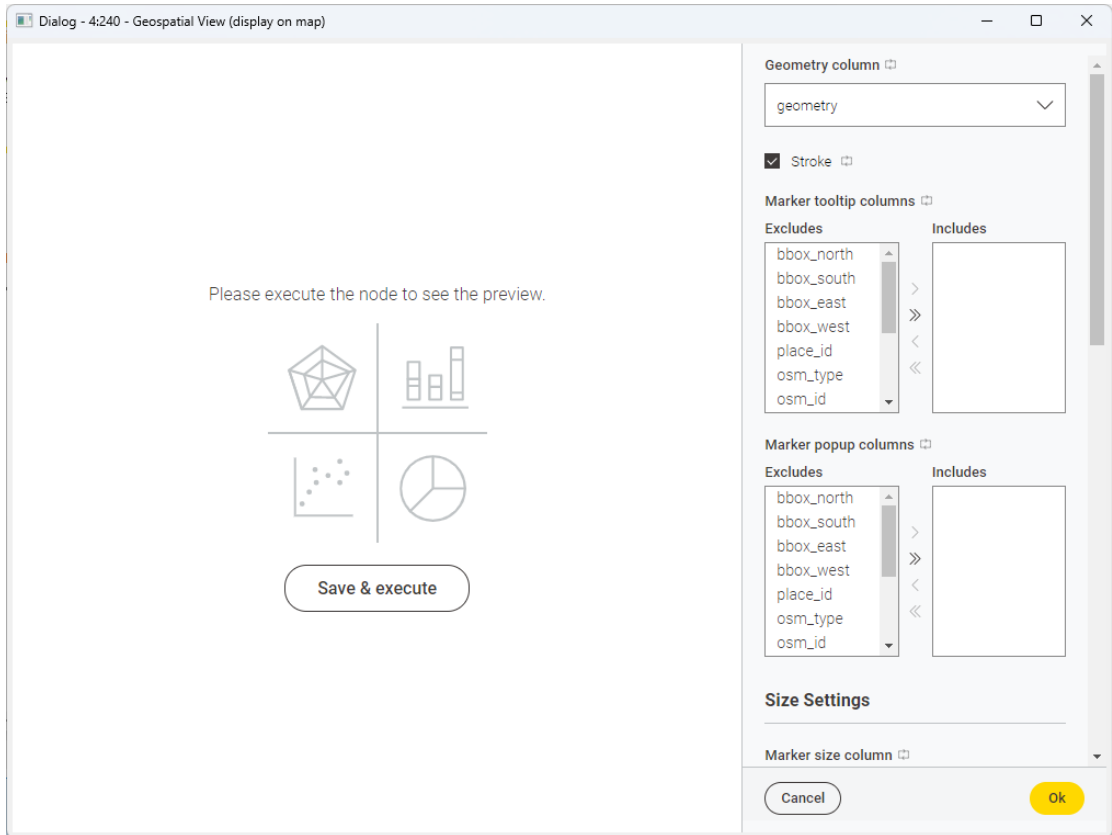 Dialog - 4:240 - Geospatial View (display on map)
Please execute the node to see the preview.
Save & execute
Geometry column
geometry
Stroke
Marker tooltip columns
Excludes Includes
bbox_north
bbox_south
bbox_east
bbox_west
place_id
osm_type
osm_id
Marker popup columns
Excludes Includes
bbox_north
bbox_south
bbox_east
bbox_west
place_id
osm_type
osm_id
Size Settings
Marker size column
Cancel Ok